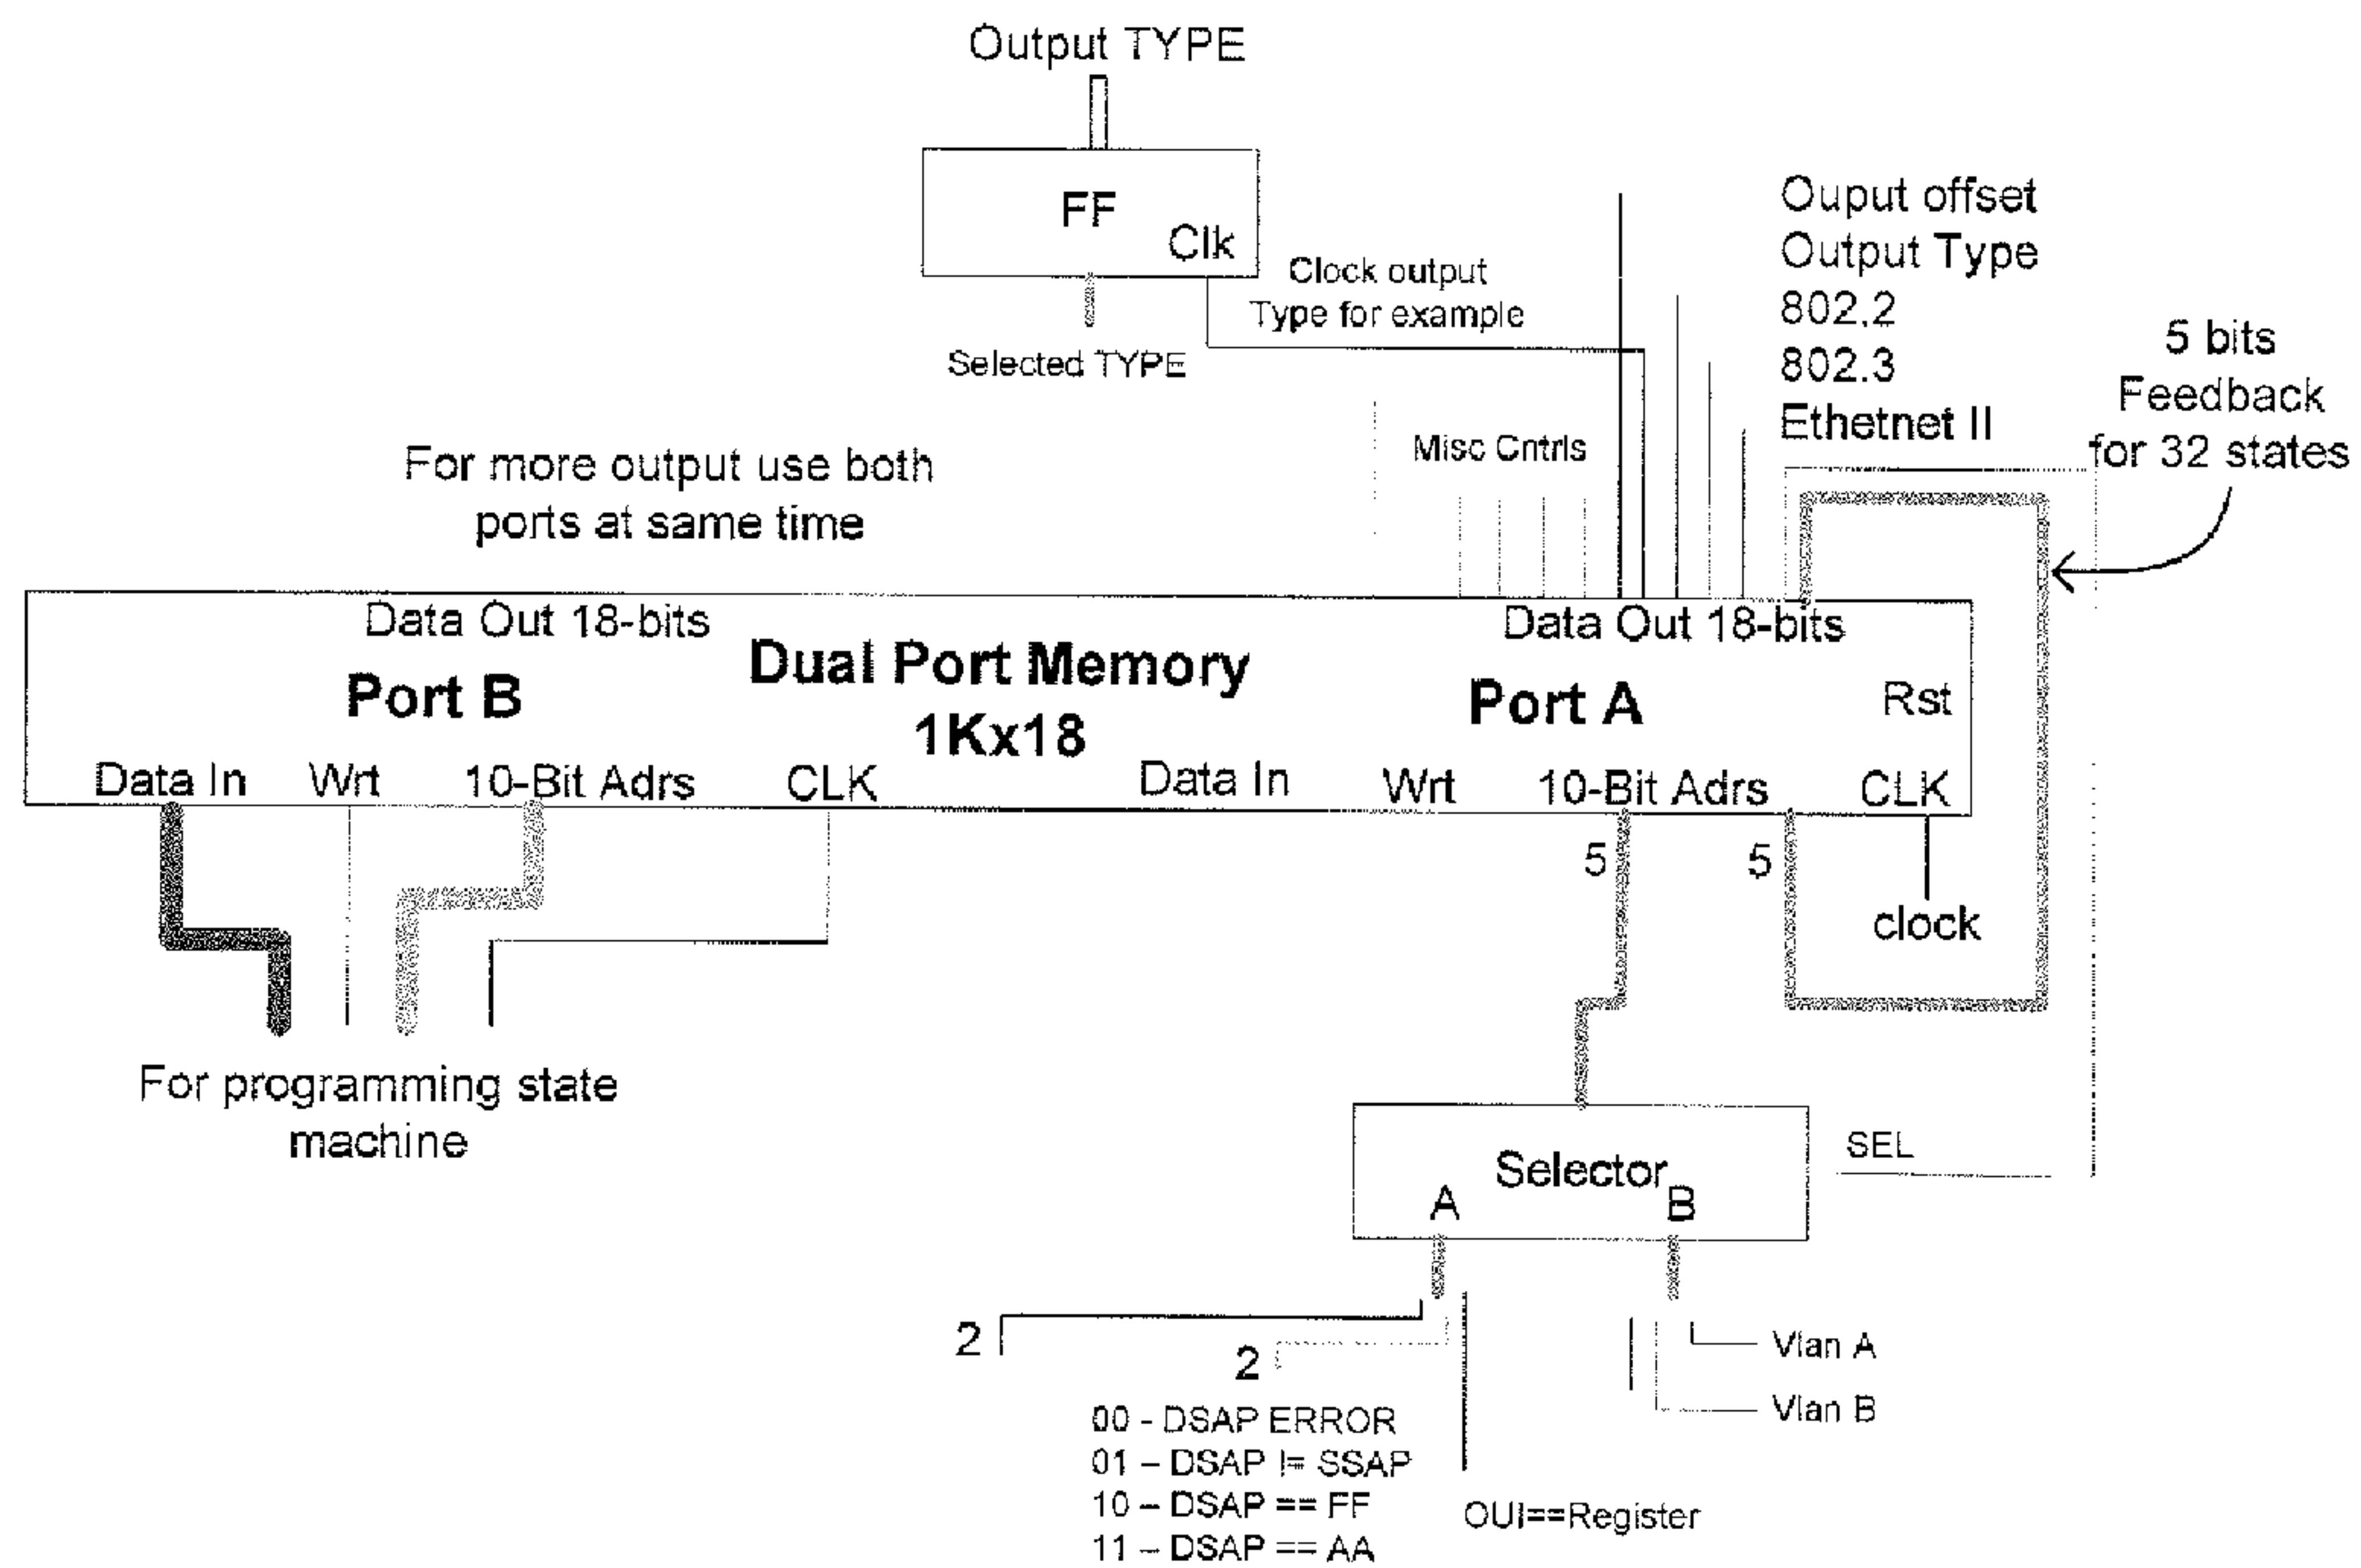 Output TYPE
FF
Clk
Selected TYPE
Clock output
Type for example
Misc Cntrls
Ouput offset
Output Type
802.2
802.3
Ethetnet II
5 bits
Feedback
for 32 states
For more output use both
ports at same time
Data Out 18-bits
Port B
Dual Port Memory
1Kx18
Data Out 18-bits
Port A
Rst
Data In
Wrt
10-Bit Adrs
CLK
Data In
Wrt
10-Bit Adrs
CLK
5
5
clock
For programming state
machine
Selector
A
B
SEL
2
2
Vlan A
Vlan B
00 - DSAP ERROR
01 – DSAP != SSAP
10 – DSAP == FF
11 – DSAP == AA
OUI==Register